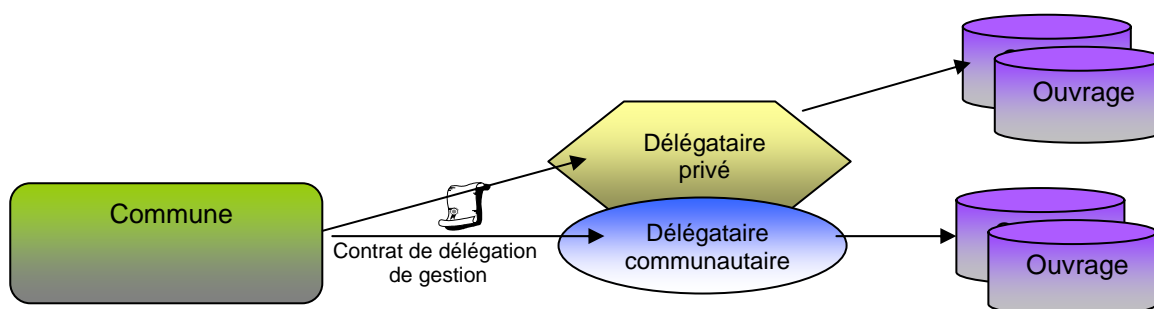 Ouvrage
Délégataire
privé
Commune
Contrat de délégation
de gestion
Délégataire
communautaire
Ouvrage